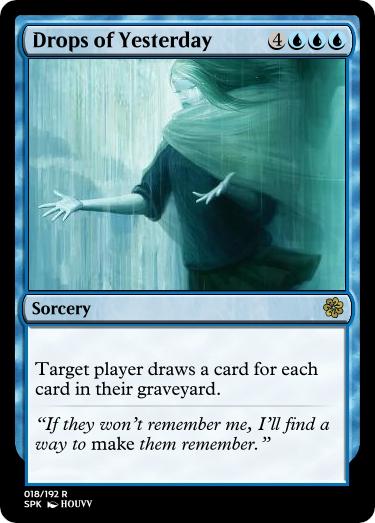 Drops of Yesterday 4
Sorcery
Target player draws a card for each
card in their graveyard.
“If they won’t remember me, I’ll find a
way to make them remember.”
018/192 R
SPK HOUVV